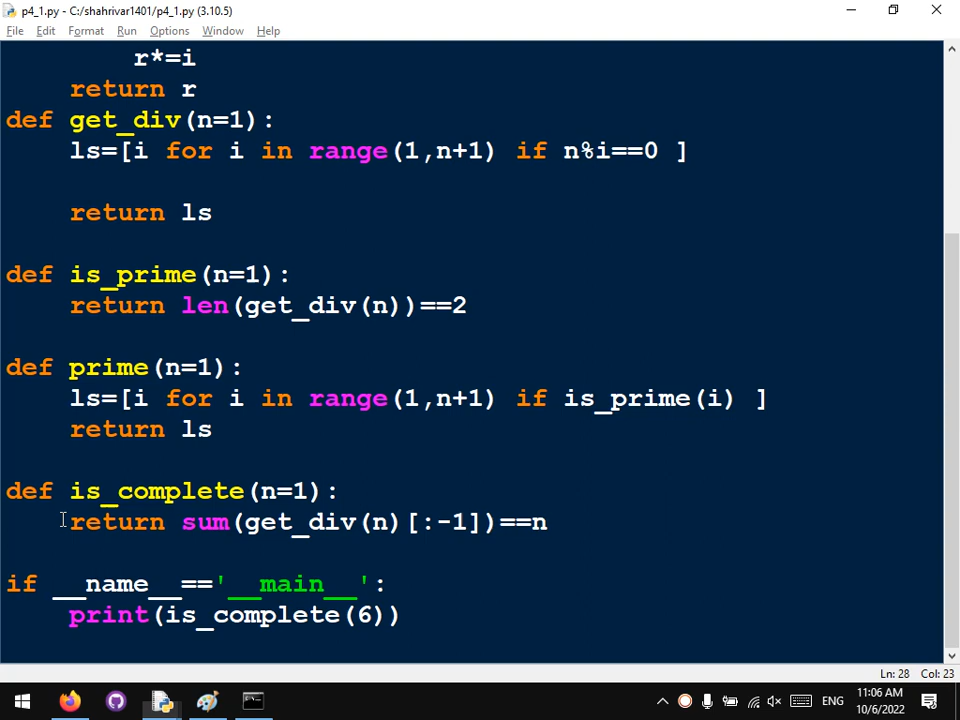 p4_1.py - C:/shahrivar1401/p4_1.py (3.10.5)
File Edit Format Run Options Window Help
        r*=i
    return r
def get_div(n=1):
    ls=[i for i in range(1,n+1) if n%i==0 ]
    return ls
def is_prime(n=1):
    return len(get_div(n))==2
def prime(n=1):
    ls=[i for i in range(1,n+1) if is_prime(i) ]
    return ls
def is_complete(n=1):
    return sum(get_div(n)[:-1])==n
if __name__=='__main__':
    print(is_complete(6))
Ln: 28 Col: 23
ENG
11:06 AM
10/6/2022